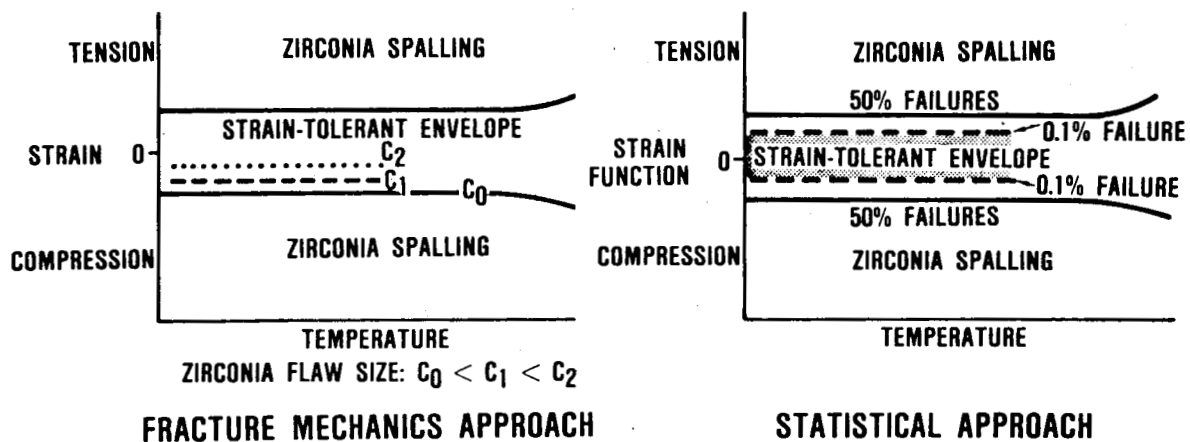 TENSION
ZIRCONIA SPALLING
STRAIN-TOLERANT ENVELOPE
STRAIN 0
C2
C1
C0
ZIRCONIA SPALLING
COMPRESSION
TEMPERATURE
ZIRCONIA FLAW SIZE: C0 < C1 < C2
FRACTURE MECHANICS APPROACH
TENSION
ZIRCONIA SPALLING
50% FAILURES
0.1% FAILURE
STRAIN
FUNCTION
0
STRAIN-TOLERANT ENVELOPE
0.1% FAILURE
50% FAILURES
COMPRESSION
ZIRCONIA SPALLING
TEMPERATURE
STATISTICAL APPROACH